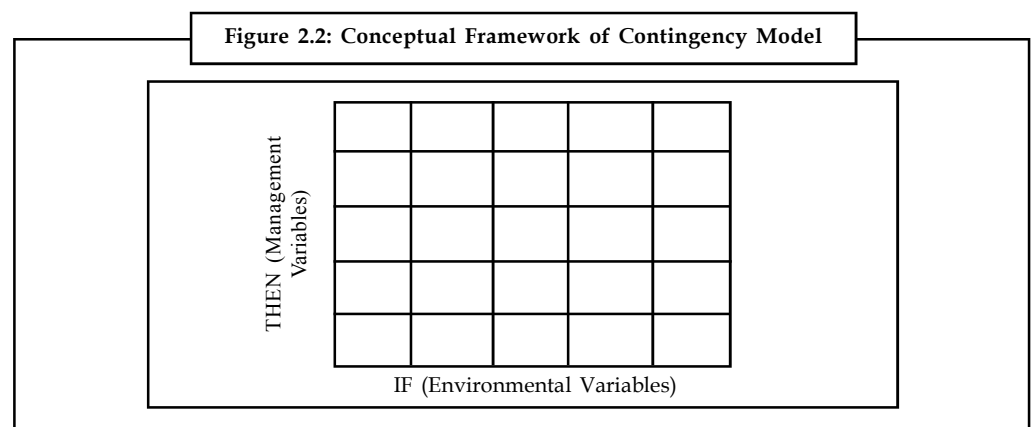 Figure 2.2: Conceptual Framework of Contingency Model
THEN (Management
Variables)
IF (Environmental Variables)